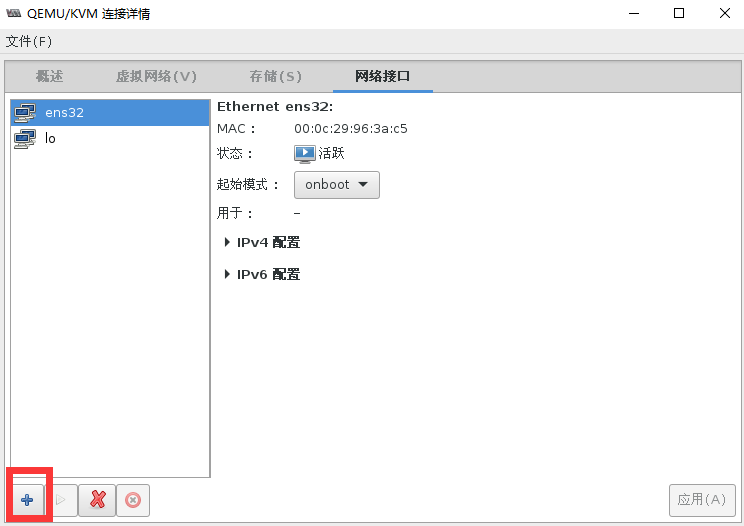 QEMU/KVM 连接详情
文件(F)
概述 虚拟网络(V) 存储(S) 网络接口
ens32
lo
Ethernet ens32:
MAC： 00:0c:29:96:3a:c5
状态： 活跃
起始模式： onboot
用于： –
IPv4 配置
IPv6 配置
应用(A)